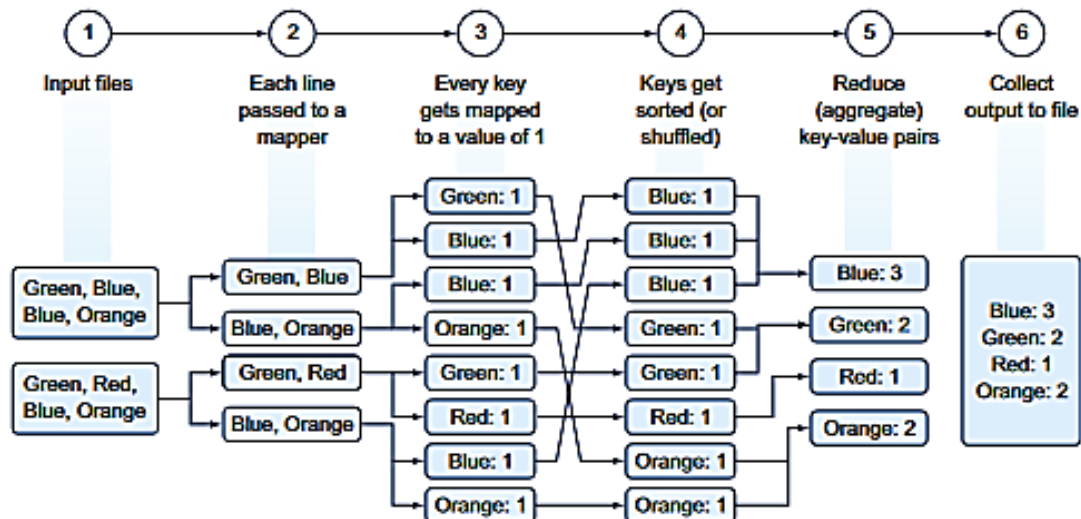 1
2
3
4
5
6
Input files
Each line
passed to a
mapper
Every key
gets mapped
to a value of 1
Keys get
sorted (or
shuffled)
Reduce
(aggregate)
key-value pairs
Collect
output to file
Green, Blue,
Blue, Orange
Green, Red,
Blue, Orange
Green, Blue
Blue, Orange
Green, Red
Blue, Orange
Green: 1
Blue: 1
Blue: 1
Orange: 1
Green: 1
Red: 1
Blue: 1
Orange: 1
Blue: 1
Blue: 1
Blue: 1
Green: 1
Green: 1
Red: 1
Orange: 1
Orange: 1
Blue: 3
Green: 2
Red: 1
Orange: 2
Blue: 3
Green: 2
Red: 1
Orange: 2